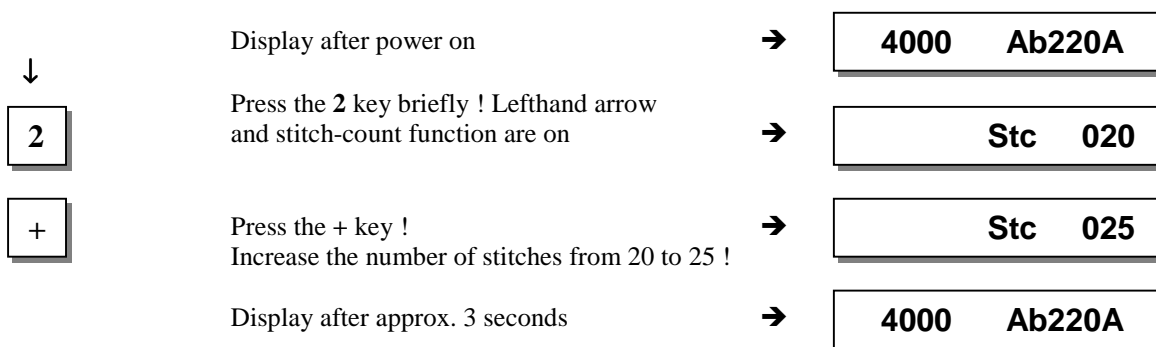 Display after power on ➔ 4000 Ab220A
↓
Press the 2 key briefly ! Lefthand arrow
2 and stitch-count function are on ➔ Stc 020
+ Press the + key ! ➔ Stc 025
Increase the number of stitches from 20 to 25 !
Display after approx. 3 seconds ➔ 4000 Ab220A